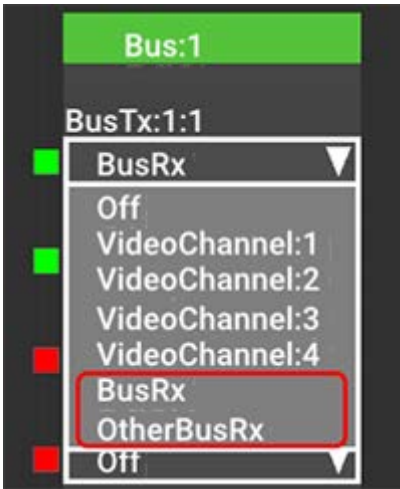 Bus:1
BusTx:1:1
BusRx
Off
VideoChannel:1
VideoChannel:2
VideoChannel:3
VideoChannel:4
BusRx
OtherBusRx
Off